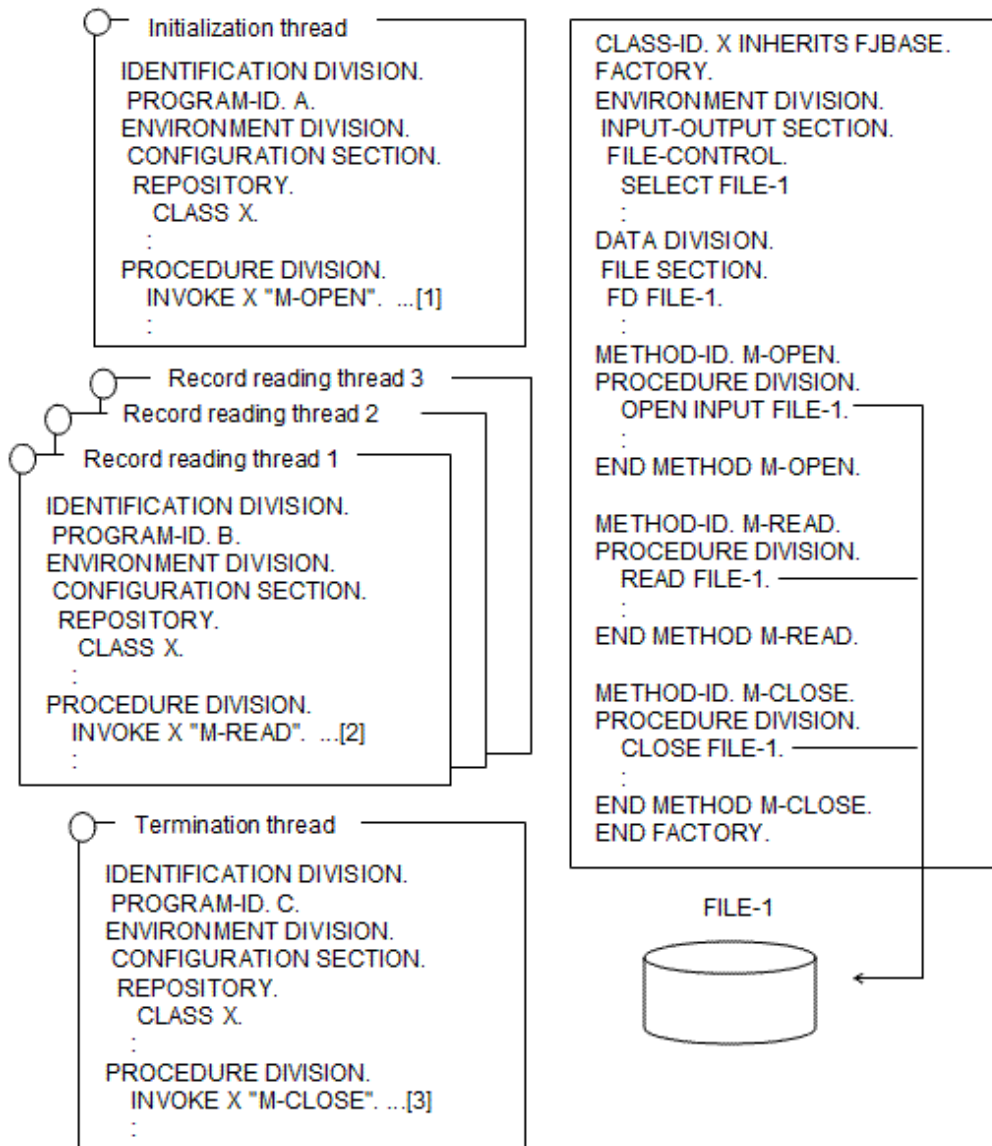 Initialization thread
IDENTIFICATION DIVISION.
PROGRAM-ID. A.
ENVIRONMENT DIVISION.
CONFIGURATION SECTION.
REPOSITORY.
CLASS X.
:
PROCEDURE DIVISION.
INVOKE X "M-OPEN". ...[1]
:
Record reading thread 3
Record reading thread 2
Record reading thread 1
IDENTIFICATION DIVISION.
PROGRAM-ID. B.
ENVIRONMENT DIVISION.
CONFIGURATION SECTION.
REPOSITORY.
CLASS X.
:
PROCEDURE DIVISION.
INVOKE X "M-READ". ...[2]
:
Termination thread
IDENTIFICATION DIVISION.
PROGRAM-ID. C.
ENVIRONMENT DIVISION.
CONFIGURATION SECTION.
REPOSITORY.
CLASS X.
:
PROCEDURE DIVISION.
INVOKE X "M-CLOSE". ...[3]
:
CLASS-ID. X INHERITS FJBASE.
FACTORY.
ENVIRONMENT DIVISION.
INPUT-OUTPUT SECTION.
FILE-CONTROL.
SELECT FILE-1
:
DATA DIVISION.
FILE SECTION.
FD FILE-1.
:
METHOD-ID. M-OPEN.
PROCEDURE DIVISION.
OPEN INPUT FILE-1.
:
END METHOD M-OPEN.
METHOD-ID. M-READ.
PROCEDURE DIVISION.
READ FILE-1.
:
END METHOD M-READ.
METHOD-ID. M-CLOSE.
PROCEDURE DIVISION.
CLOSE FILE-1.
:
END METHOD M-CLOSE.
END FACTORY.
FILE-1